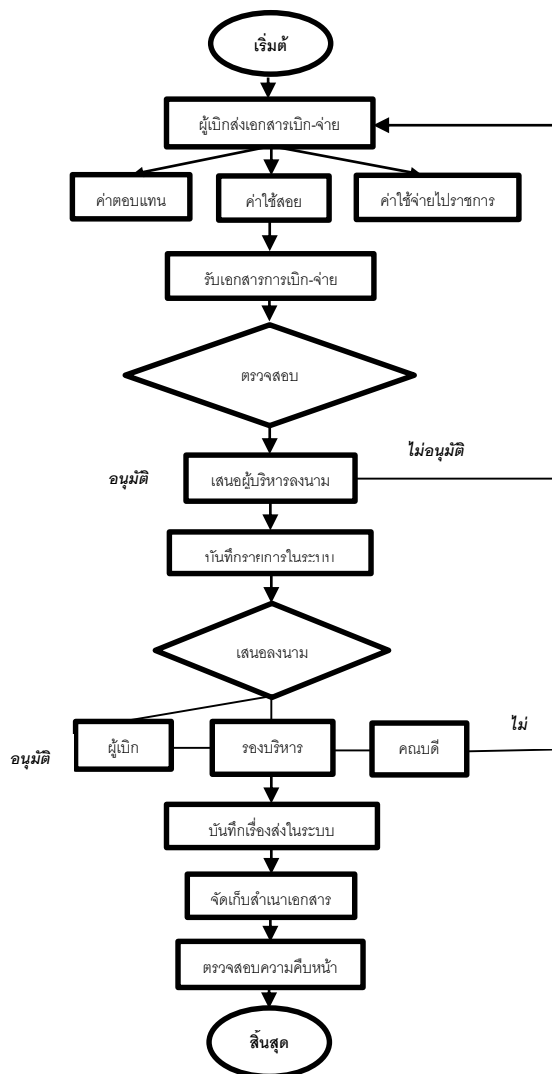 เริ่มต้
ผู้เบิกส่งเอกสารเบิก-จ่าย
ค่าตอบแทน
ค่าใช้สอย
ค่าใช้จ่ายไปราชการ
รับเอกสารการเบิก-จ่าย
ตรวจสอบ
ไม่อนุมัติ
อนุมัติ
เสนอผู้บริหารลงนาม
บันทึกรายการในระบบ
เสนอลงนาม
ไม่
ผู้เบิก
รองบริหาร
คณบดี
อนุมัติ
บันทึกเรื่องส่งในระบบ
จัดเก็บสำเนาเอกสาร
ตรวจสอบความคืบหน้า
สิ้นสุด